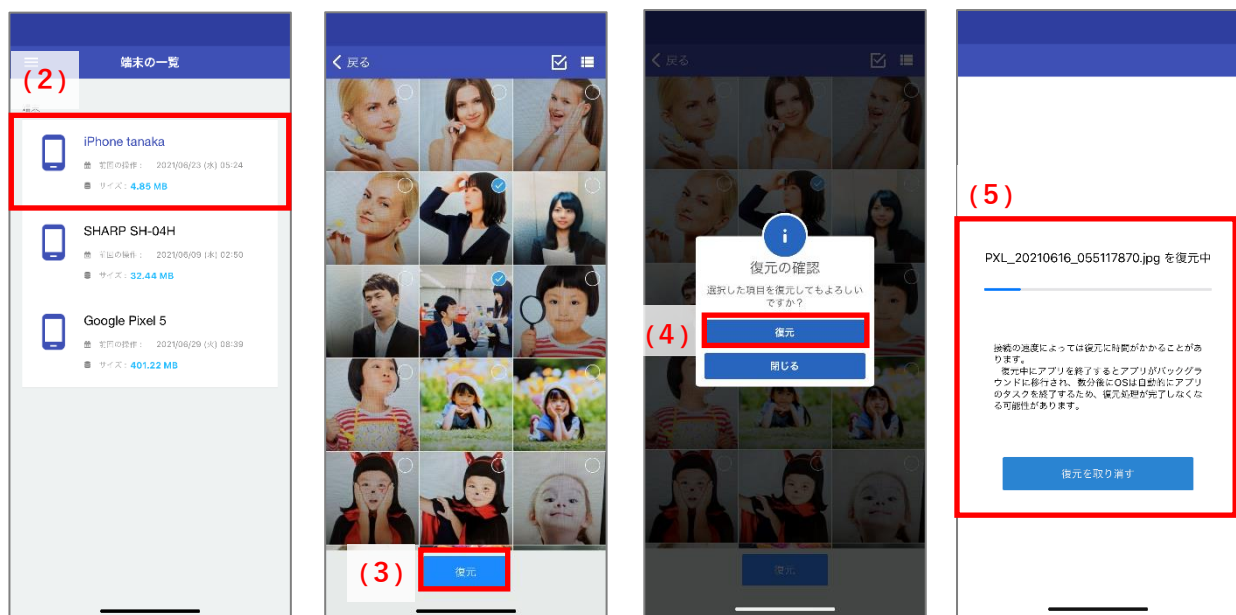 (2)
端末の一覧
iPhone tanaka
前回の操作： 2021/06/23 (水) 05:24
サイズ：4.85 MB
SHARP SH-04H
前回の操作： 2021/06/09 (水) 02:50
サイズ：32.44 MB
Google Pixel 5
前回の操作： 2021/06/29 (火) 08:39
サイズ：401.22 MB
戻る
(3)
復元
戻る
復元の確認
選択した項目を復元してもよろしい
ですか？
(4)
復元
閉じる
復元
(5)
PXL_20210616_055117870.jpg を復元中
接続の速度によっては復元に時間がかかることがあ
ります。
復元中にアプリを終了するとアプリがバックグラ
ウンドに移行され、数分後にOSは自動的にアプリ
のタスクを終了するため、復元処理が完了しなくな
る可能性があります。
復元を取り消す